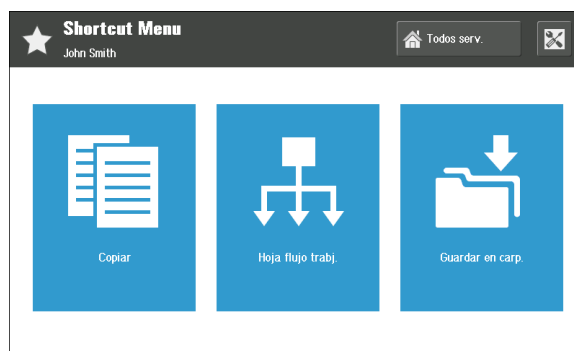 Shortcut Menu
John Smith
Todos serv.
Copiar
Hoja flujo trabj.
Guardar en carp.